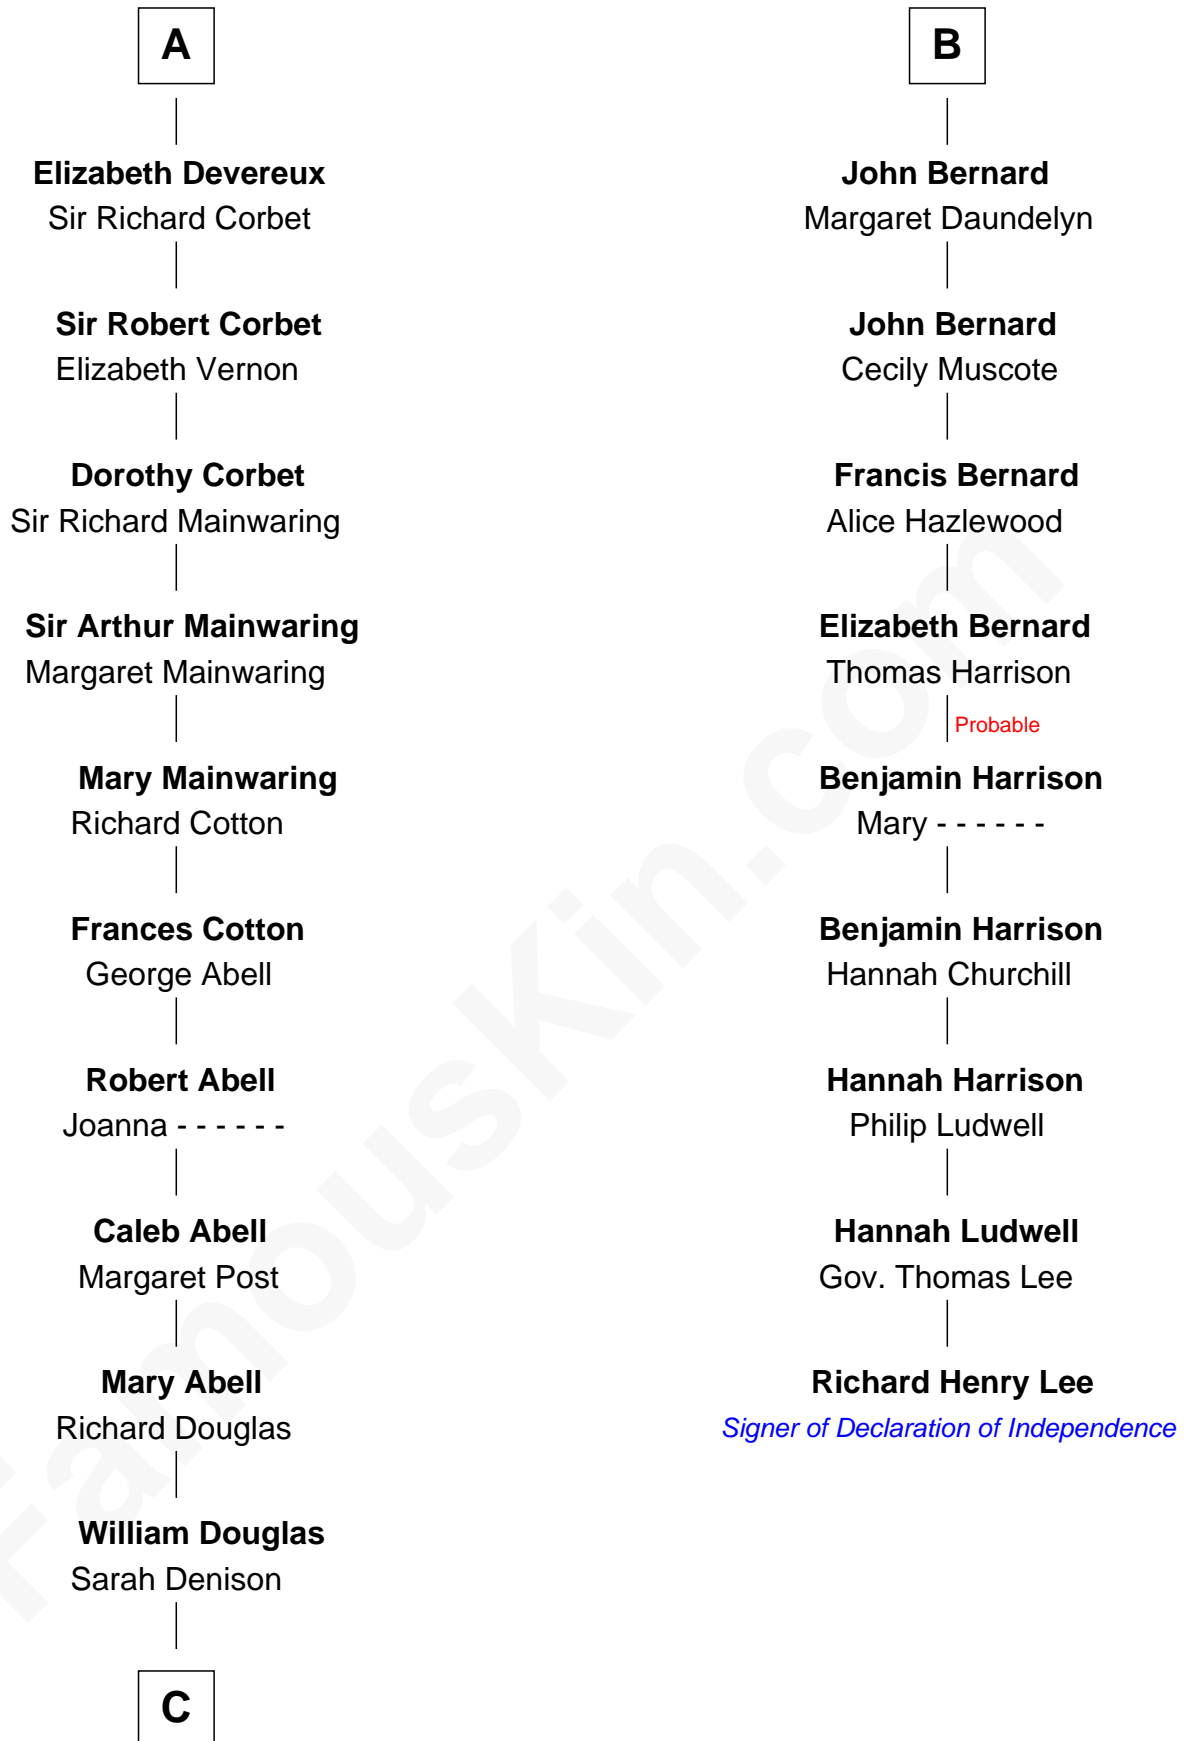 A
Elizabeth Devereux
Sir Richard Corbet
Sir Robert Corbet
Elizabeth Vernon
Dorothy Corbet
Sir Richard Mainwaring
Sir Arthur Mainwaring
Margaret Mainwaring
Mary Mainwaring
Richard Cotton
Frances Cotton
George Abell
Robert Abell
Joanna - - - - - -
Caleb Abell
Margaret Post
Mary Abell
Richard Douglas
William Douglas
Sarah Denison
C
B
John Bernard
Margaret Daundelyn
John Bernard
Cecily Muscote
Francis Bernard
Alice Hazlewood
Elizabeth Bernard
Thomas Harrison
Probable
Benjamin Harrison
Mary - - - - - -
Benjamin Harrison
Hannah Churchill
Hannah Harrison
Philip Ludwell
Hannah Ludwell
Gov. Thomas Lee
Richard Henry Lee
Signer of Declaration of Independence
FamousKin.com